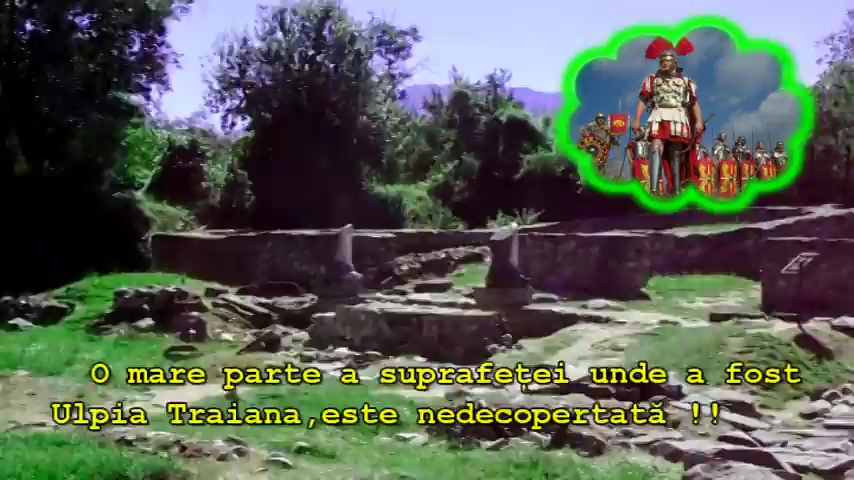 O mare parte a suprafeței unde a fost
Ulpia Traiana,este nedecopertată !!